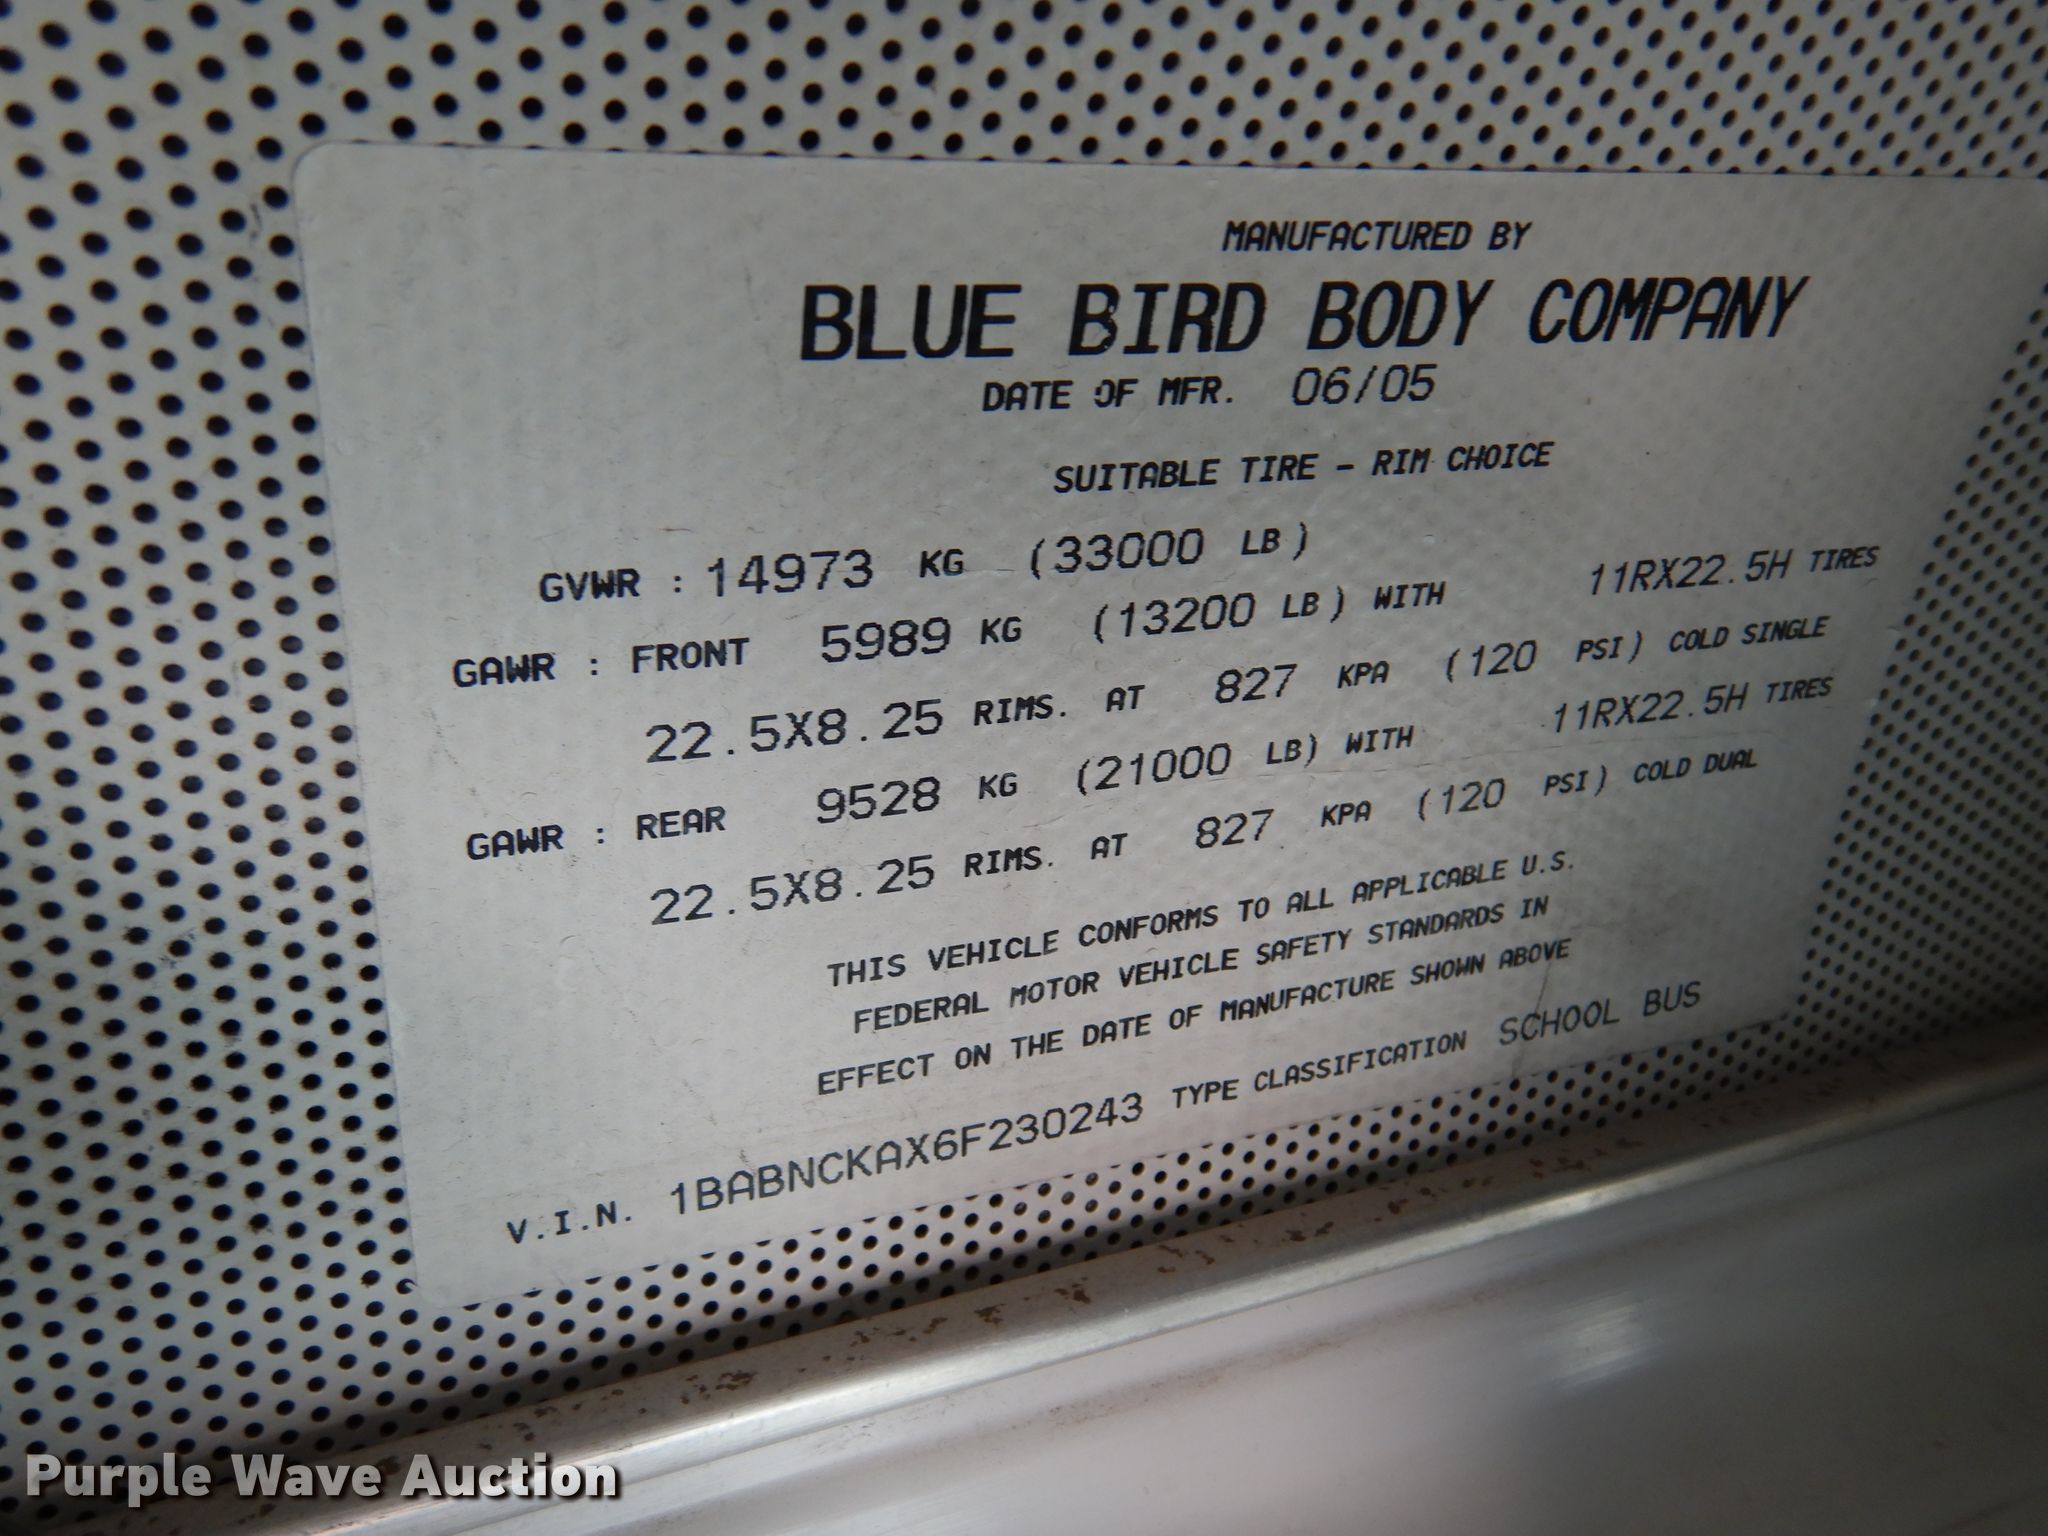 MANUFACTURED BY
BLUE BIRD BODY COMPANY
DATE OF MFR. 06/05
SUITABLE TIRE - RIM CHOICE
GVWR : 14973 KG (33000 LB)
GAWR : FRONT 5989 KG (13200 LB) WITH 11RX22.5H TIRES
22.5X8.25 RIMS. AT 827 KPA (120 PSI) COLD SINGLE
GAWR : REAR 9528 KG (21000 LB) WITH 11RX22.5H TIRES
22.5X8.25 RIMS. AT 827 KPA (120 PSI) COLD DUAL
THIS VEHICLE CONFORMS TO ALL APPLICABLE U.S.
FEDERAL MOTOR VEHICLE SAFETY STANDARDS IN
EFFECT ON THE DATE OF MANUFACTURE SHOWN ABOVE
V.I.N. 1BABNCKAX6F230243 TYPE CLASSIFICATION SCHOOL BUS
Purple Wave Auction